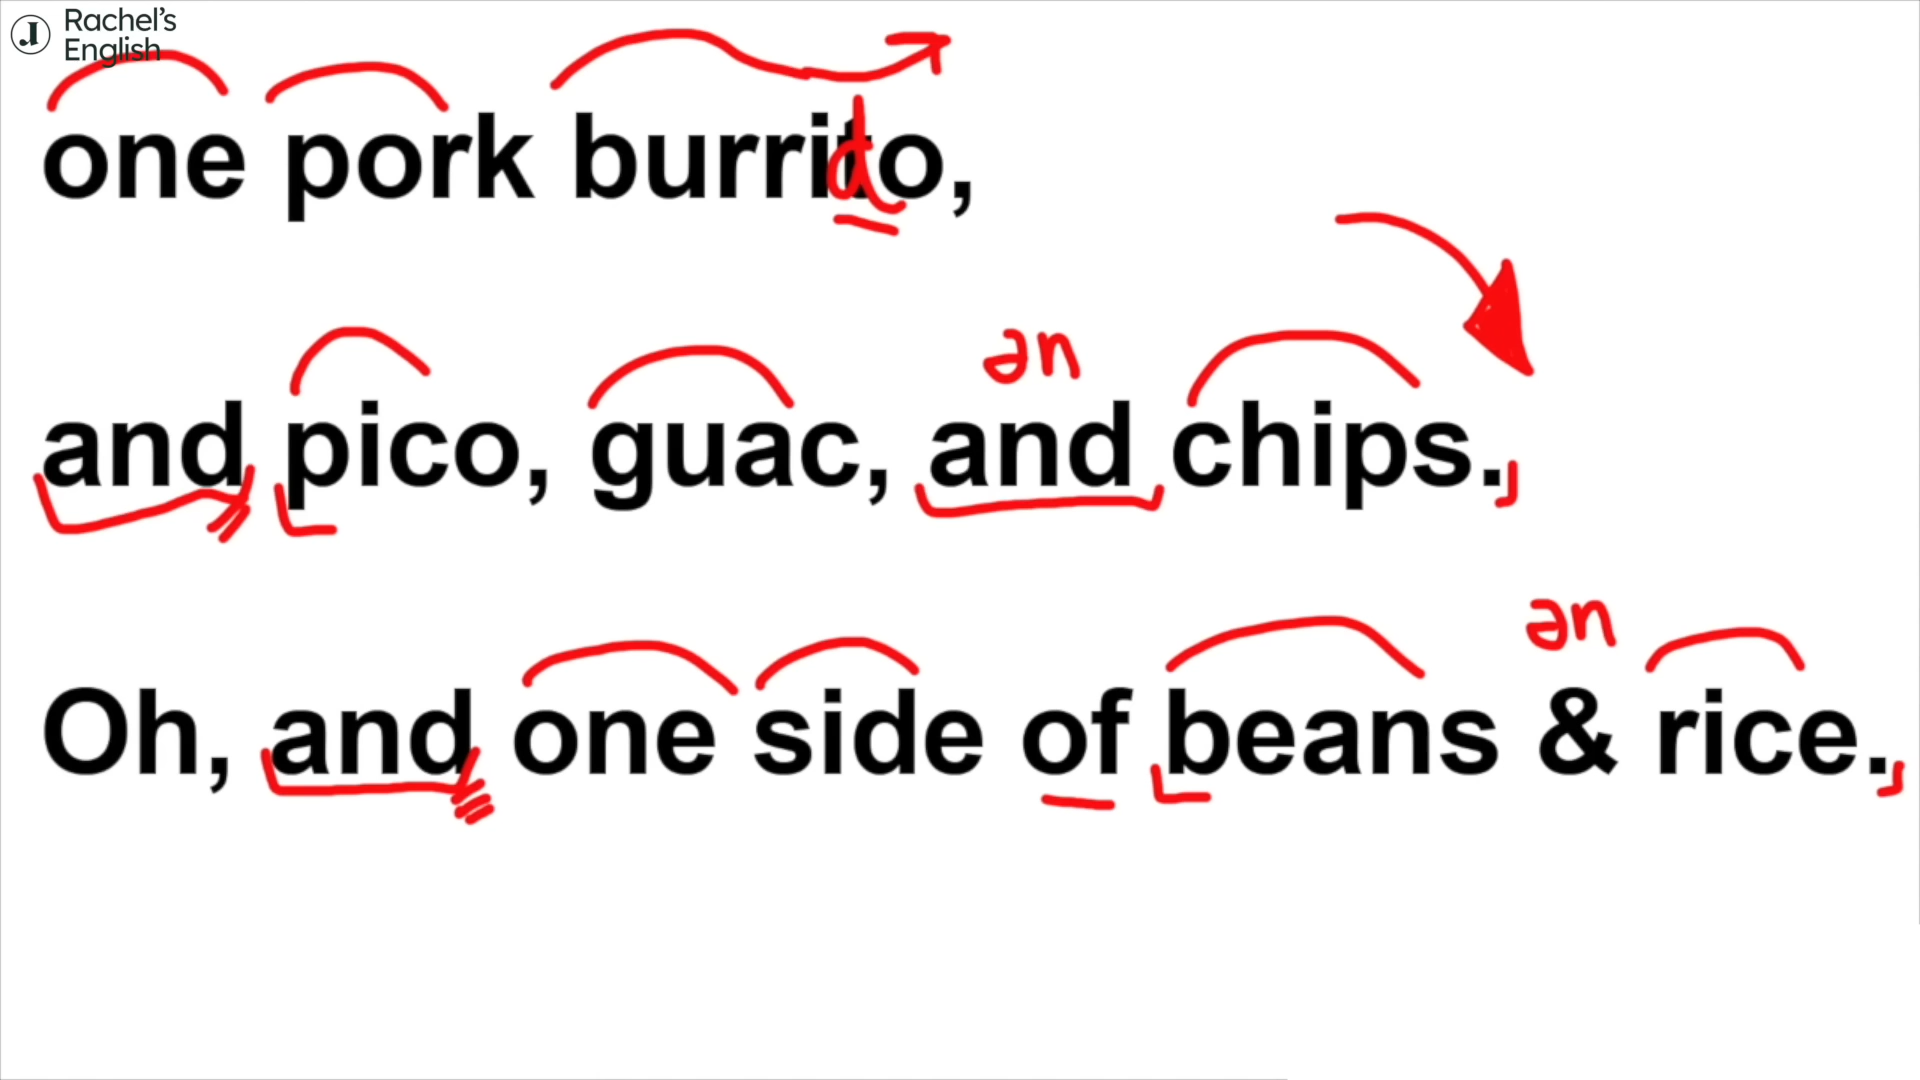 Rachel's
English
one pork burrito,
d
ən
and pico, guac, and chips.
ən
Oh, and one side of beans & rice.